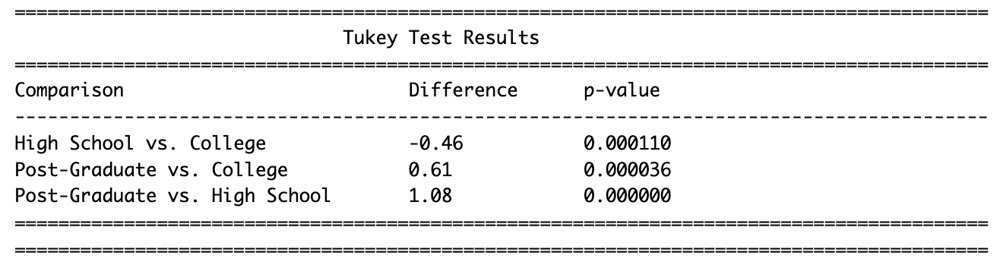 =========================================================================================
Tukey Test Results
=========================================================================================
Comparison                          Difference      p-value
-----------------------------------------------------------------------------------------
High School vs. College             -0.46           0.000110
Post-Graduate vs. College           0.61            0.000036
Post-Graduate vs. High School       1.08            0.000000
=========================================================================================
=========================================================================================